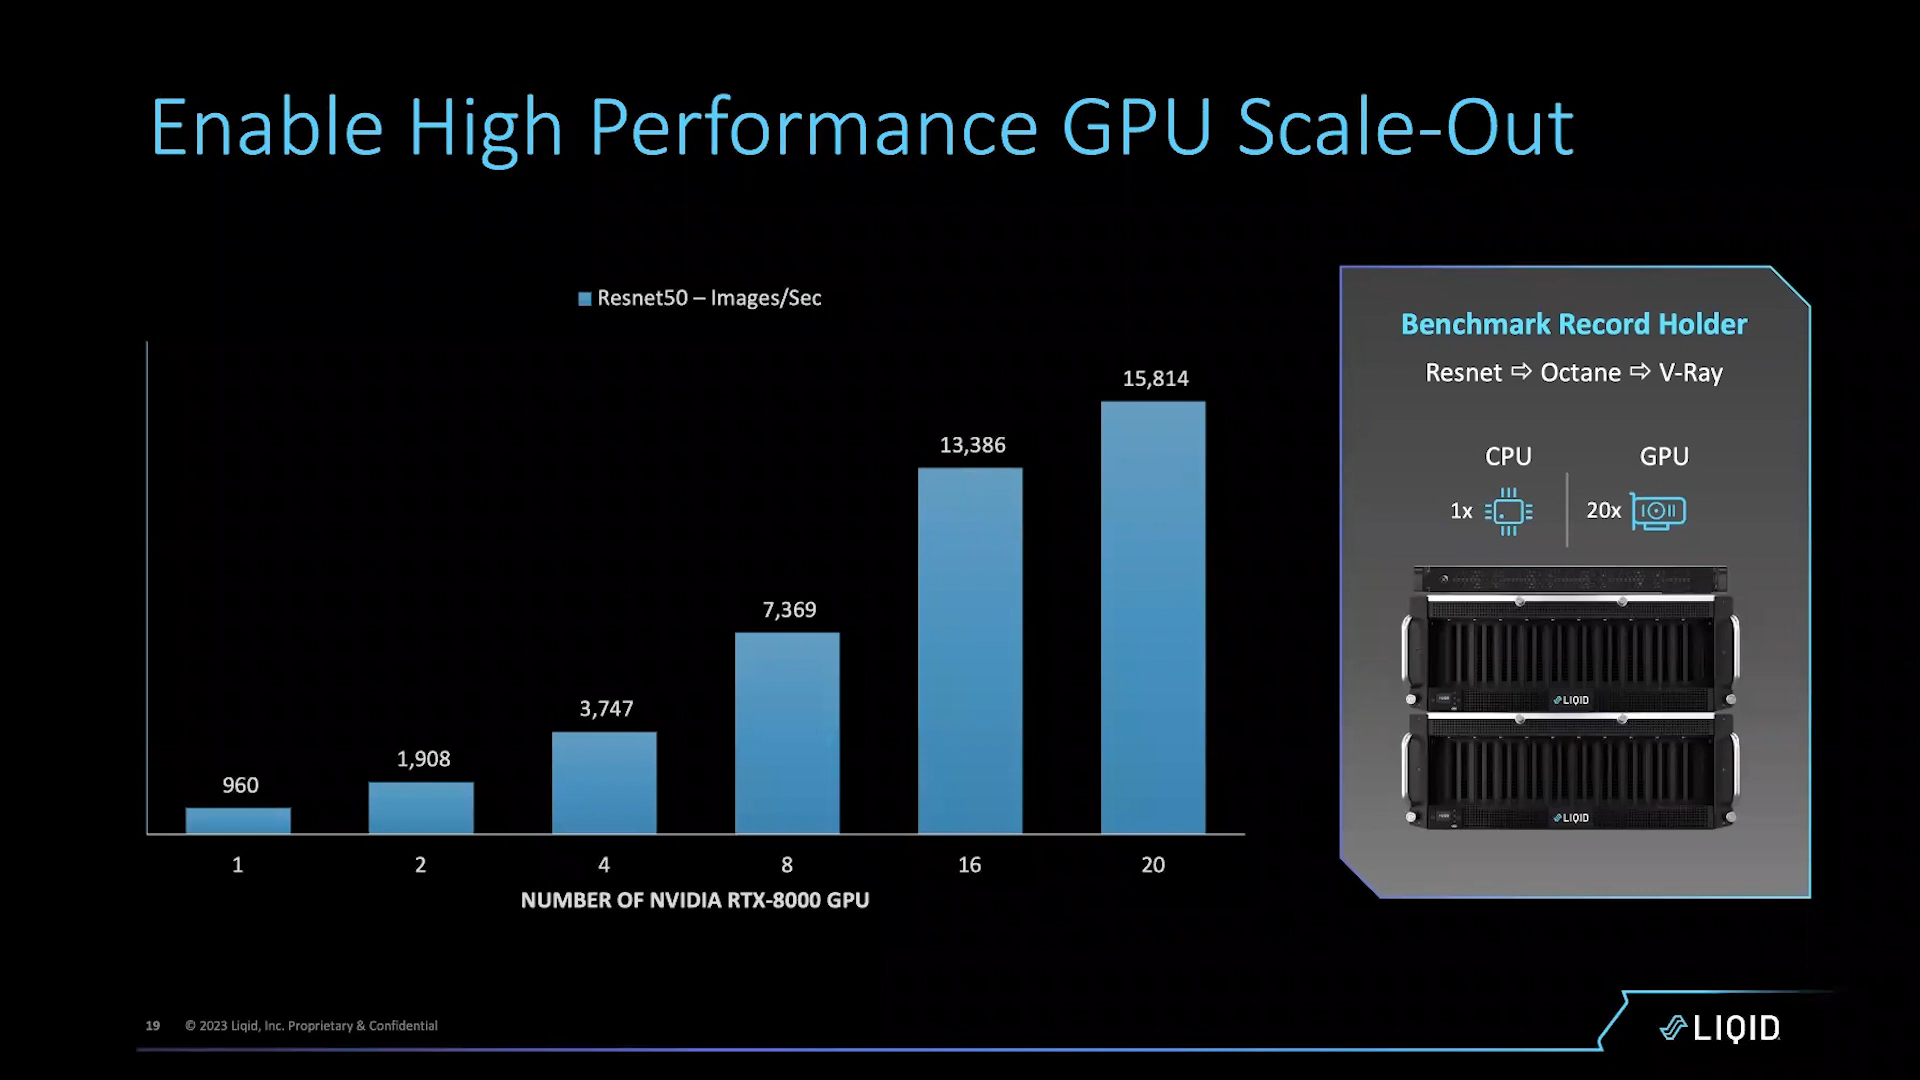 Enable High Performance GPU Scale-Out
Resnet50 – Images/Sec
960
1,908
3,747
7,369
13,386
15,814
1
2
4
8
16
20
NUMBER OF NVIDIA RTX-8000 GPU
Benchmark Record Holder
Resnet ⇨ Octane ⇨ V-Ray
CPU
GPU
1x
20x
LIQID
LIQID
19
© 2023 Liqid, Inc. Proprietary & Confidential
LIQID